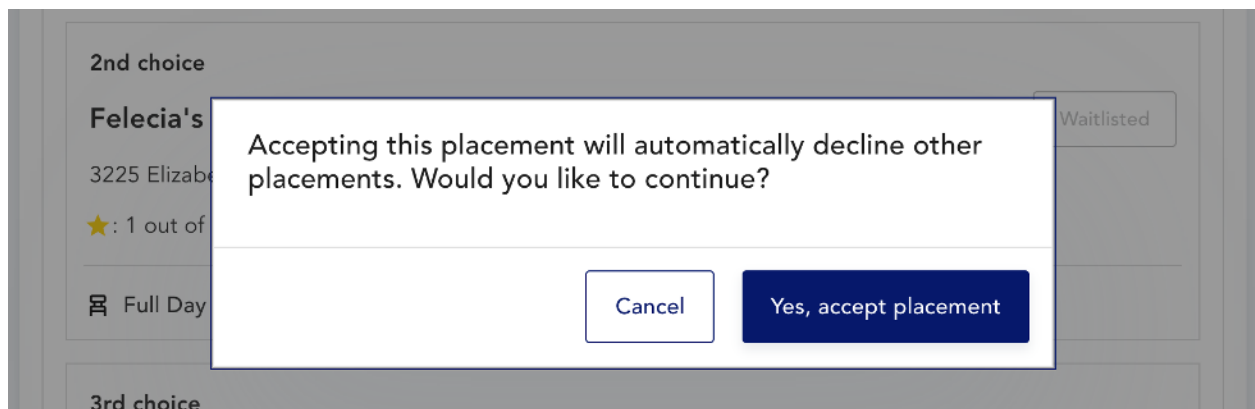 2nd choice
Felecia's
Waitlisted
Accepting this placement will automatically decline other
placements. Would you like to continue?
3225 Elizabe
: 1 out of
Cancel
Yes, accept placement
Full Day
3rd choice